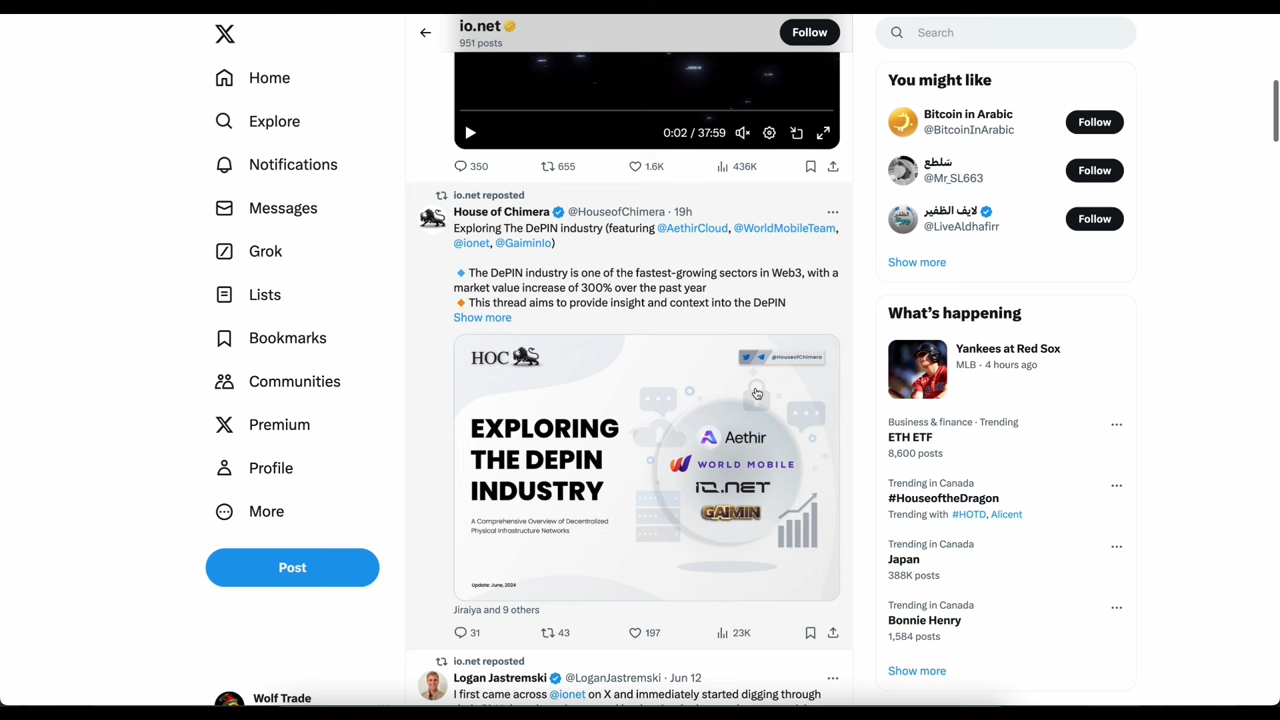 Home
Explore
Notifications
Messages
Grok
Lists
Bookmarks
Communities
Premium
Profile
More
Post
Wolf Trade
io.net
951 posts
Follow
0:02 / 37:59
350 655 1.6K 436K
io.net reposted
House of Chimera @HouseofChimera · 19h
Exploring The DePIN industry (featuring @AethirCloud, @WorldMobileTeam,
@ionet, @GaiminIo)
🔹 The DePIN industry is one of the fastest-growing sectors in Web3, with a
market value increase of 300% over the past year
🔸 This thread aims to provide insight and context into the DePIN
Show more
HOC
@HouseofChimera
EXPLORING
THE DEPIN
INDUSTRY
A Comprehensive Overview of Decentralized
Physical Infrastructure Networks
Update: June, 2024
Aethir
WORLD MOBILE
IO.NET
GAIMIN
Jiraiya and 9 others
31 43 197 23K
io.net reposted
Logan Jastremski @LoganJastremski · Jun 12
I first came across @ionet on X and immediately started digging through
Search
You might like
Bitcoin in Arabic
@BitcoinInArabic
Follow
سَلطع
@Mr_SL663
Follow
لايف الظفير
@LiveAldhafirr
Follow
Show more
What's happening
Yankees at Red Sox
MLB · 4 hours ago
Business & finance · Trending
ETH ETF
8,600 posts
Trending in Canada
#HouseoftheDragon
Trending with #HOTD, Alicent
Trending in Canada
Japan
388K posts
Trending in Canada
Bonnie Henry
1,584 posts
Show more